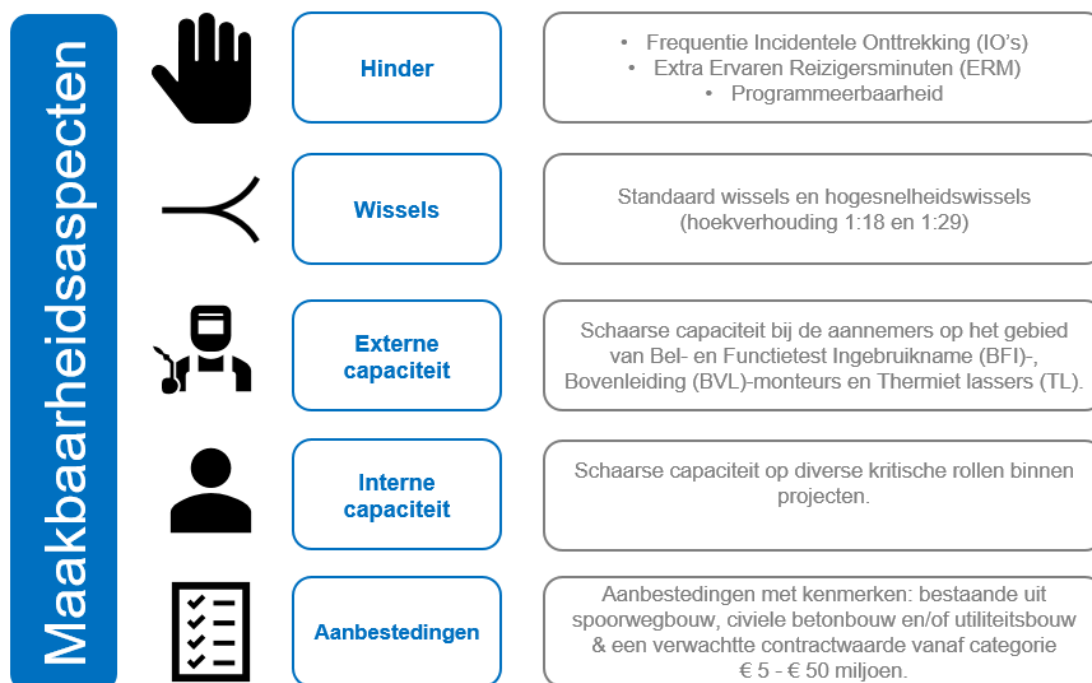 Maakbaarheidsaspecten
Hinder
• Frequentie Incidentele Onttrekking (IO’s)
• Extra Ervaren Reizigersminuten (ERM)
• Programmeerbaarheid
Wissels
Standaard wissels en hogesnelheidswissels
(hoekverhouding 1:18 en 1:29)
Externe
capaciteit
Schaarse capaciteit bij de aannemers op het gebied
van Bel- en Functietest Ingebruikname (BFI)-,
Bovenleiding (BVL)-monteurs en Thermiet lassers (TL).
Interne
capaciteit
Schaarse capaciteit op diverse kritische rollen binnen
projecten.
Aanbestedingen
Aanbestedingen met kenmerken: bestaande uit
spoorwegbouw, civiele betonbouw en/of utiliteitsbouw
& een verwachtte contractwaarde vanaf categorie
€ 5 - € 50 miljoen.